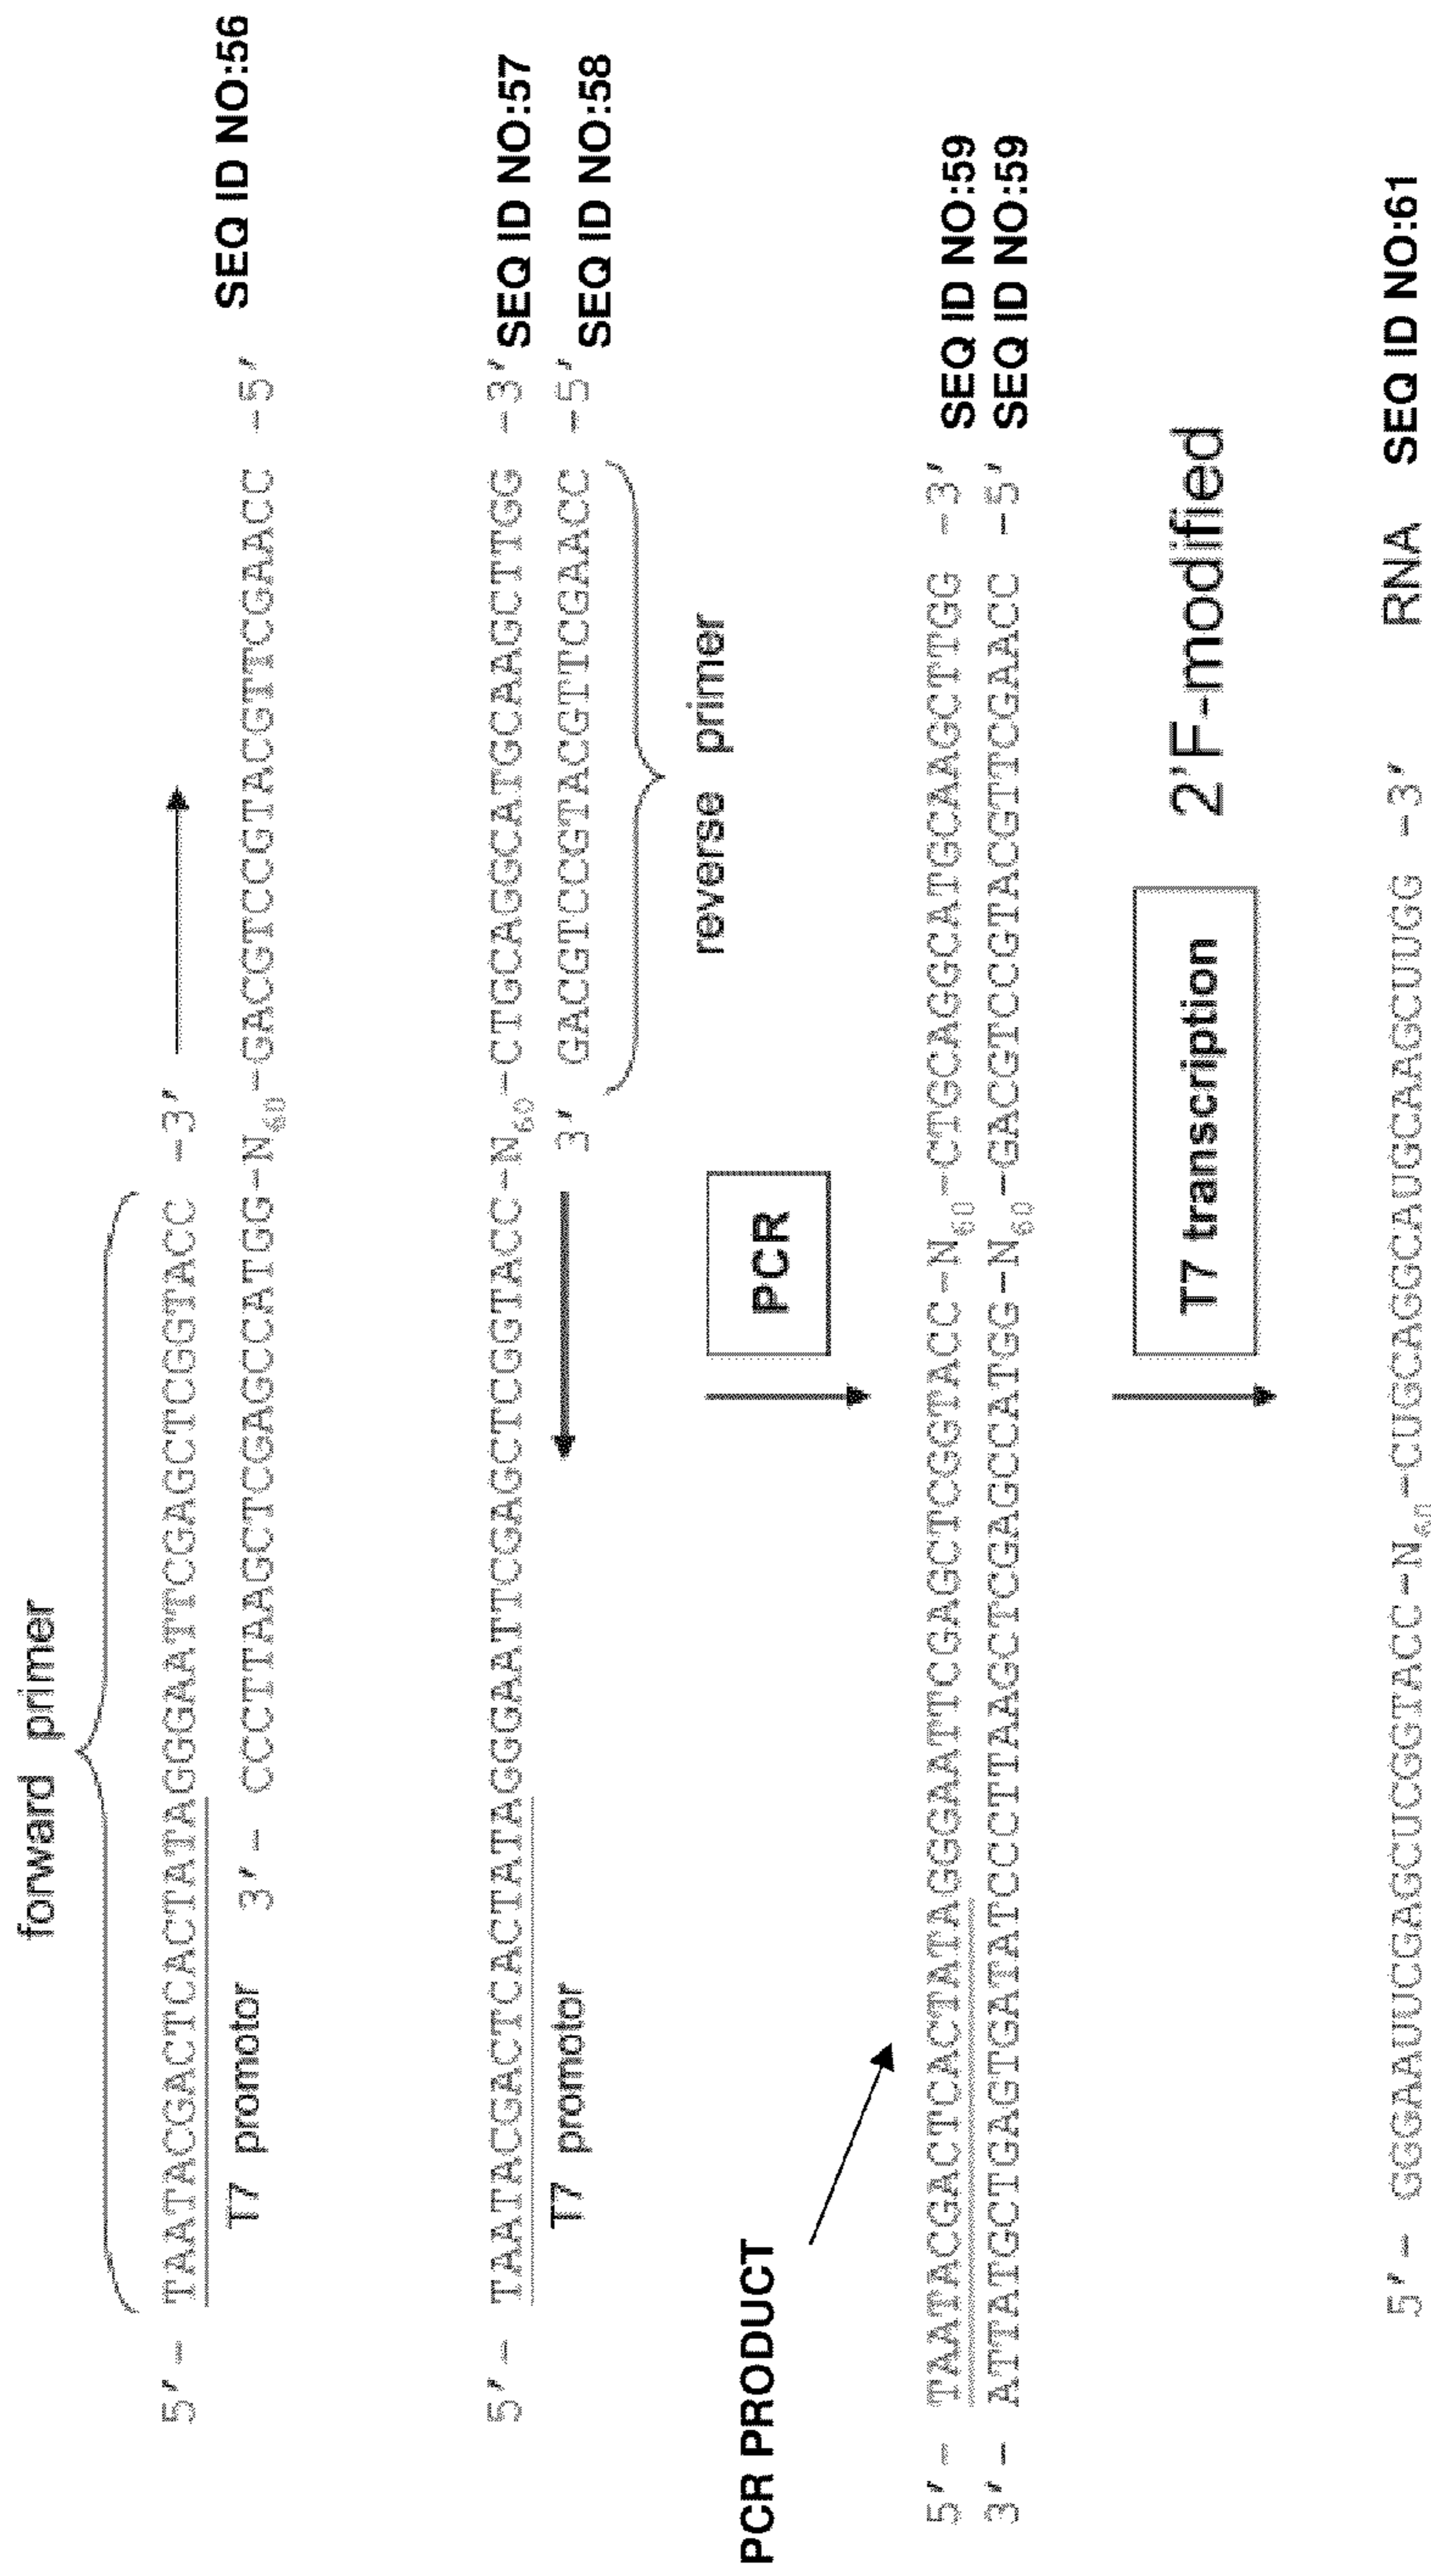 forward primer
5'- TAATACGACTCACTATAGGGAATTCGAGCTCGGTACC -3'
T7 promotor 3'- CCCTTAAGCTCGAGCCATGG-N60-GACGTCCGTACGTTCGAACC -5' SEQ ID NO:56
5'- TAATACGACTCACTATAGGGAATTCGAGCTCGGTACC-N60-CTGCAGGCATGCAAGCTTGG -3' SEQ ID NO:57
T7 promotor 3' GACGTCCGTACGTTCGAACC -5' SEQ ID NO:58
reverse primer
PCR PRODUCT
PCR
5'- TAATACGACTCACTATAGGGAATTCGAGCTCGGTACC-N60-CTGCAGGCATGCAAGCTTGG -3' SEQ ID NO:59
3'- ATTATGCTGAGTGATATCCCTTAAGCTCGAGCCATGG-N60-GACGTCCGTACGTTCGAACC -5' SEQ ID NO:59
T7 transcription 2'F-modified
5'- GGGAAUUCGAGCUCGGTACC-N60-CUGCAGGCAUGCAAGCUUGG -3' RNA SEQ ID NO:61